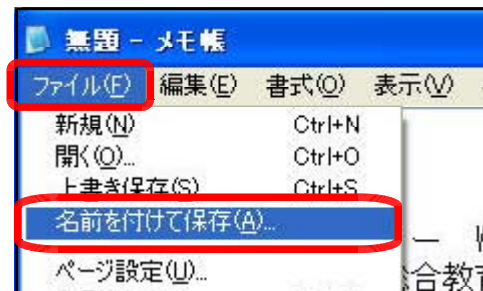 無題 - メモ帳
ファイル(F) 編集(E) 書式(O) 表示(V)
新規(N) Ctrl+N
開く(O)... Ctrl+O
上書き保存(S) Ctrl+S
名前を付けて保存(A)...
ページ設定(U)...
合教